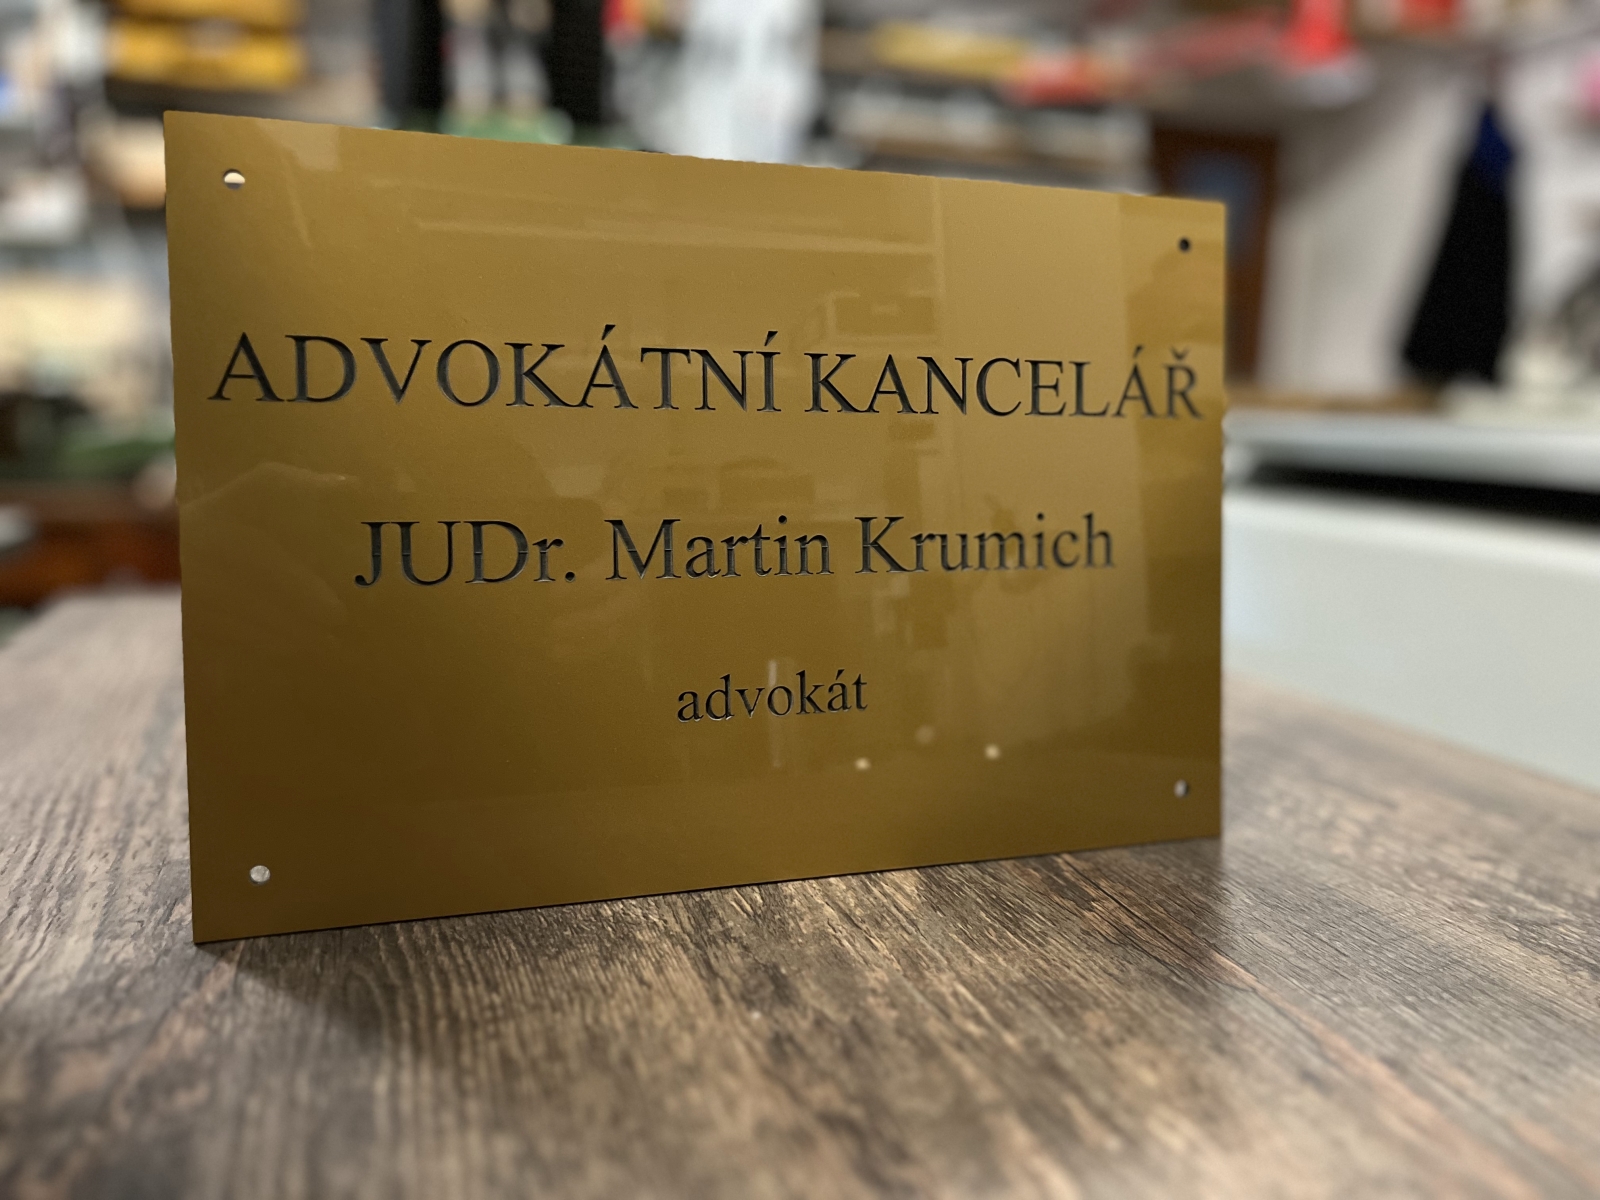 ADVOKÁTNÍ KANCELÁŘ
JUDr. Martin Krumich
advokát